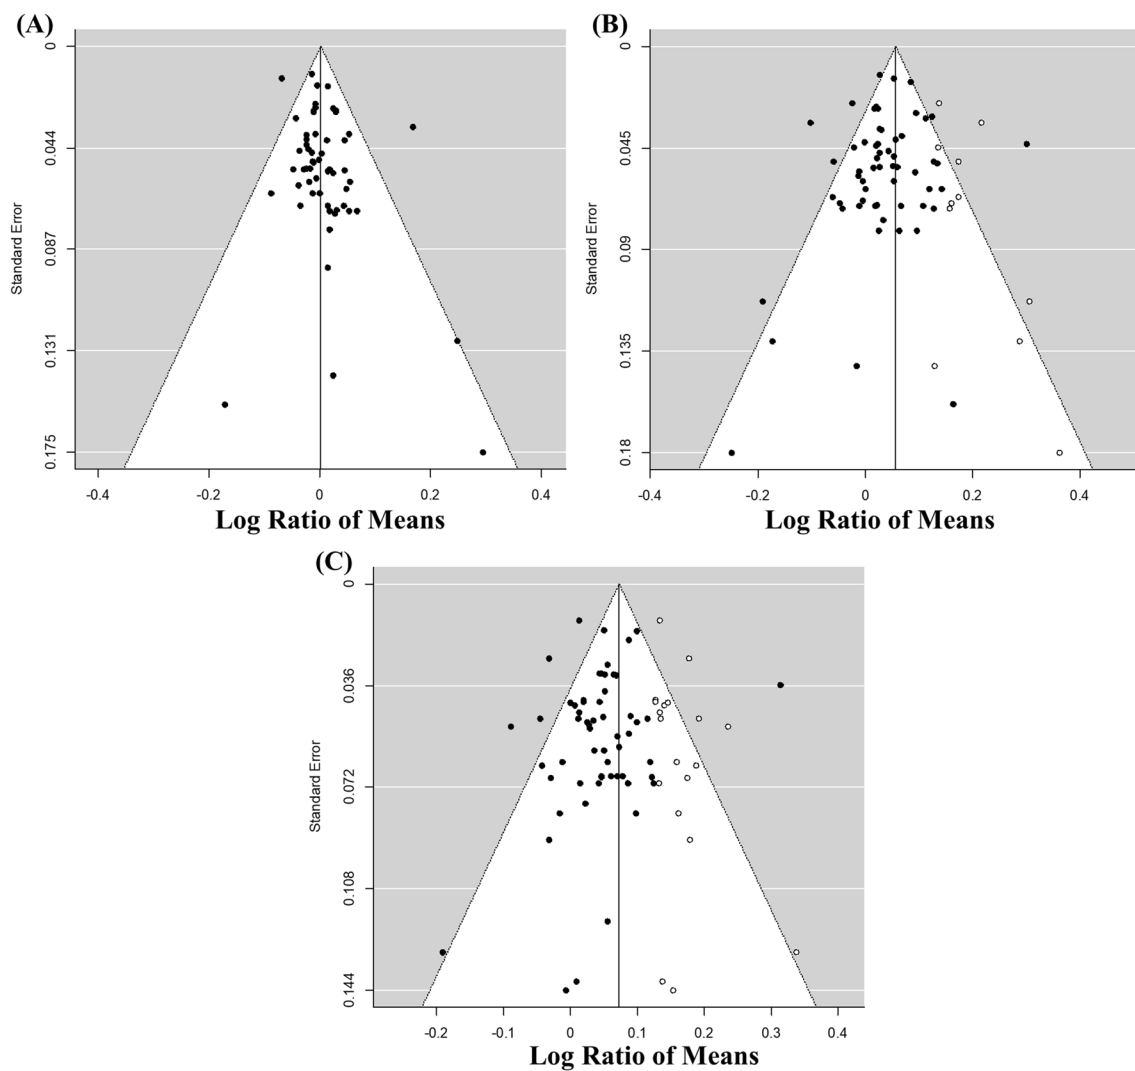 (A)
Standard Error
0
0.044
0.087
0.131
0.175
-0.4 -0.2 0 0.2 0.4
Log Ratio of Means
(B)
Standard Error
0
0.045
0.09
0.135
0.18
-0.4 -0.2 0 0.2 0.4
Log Ratio of Means
(C)
Standard Error
0
0.036
0.072
0.108
0.144
-0.2 -0.1 0 0.1 0.2 0.3 0.4
Log Ratio of Means